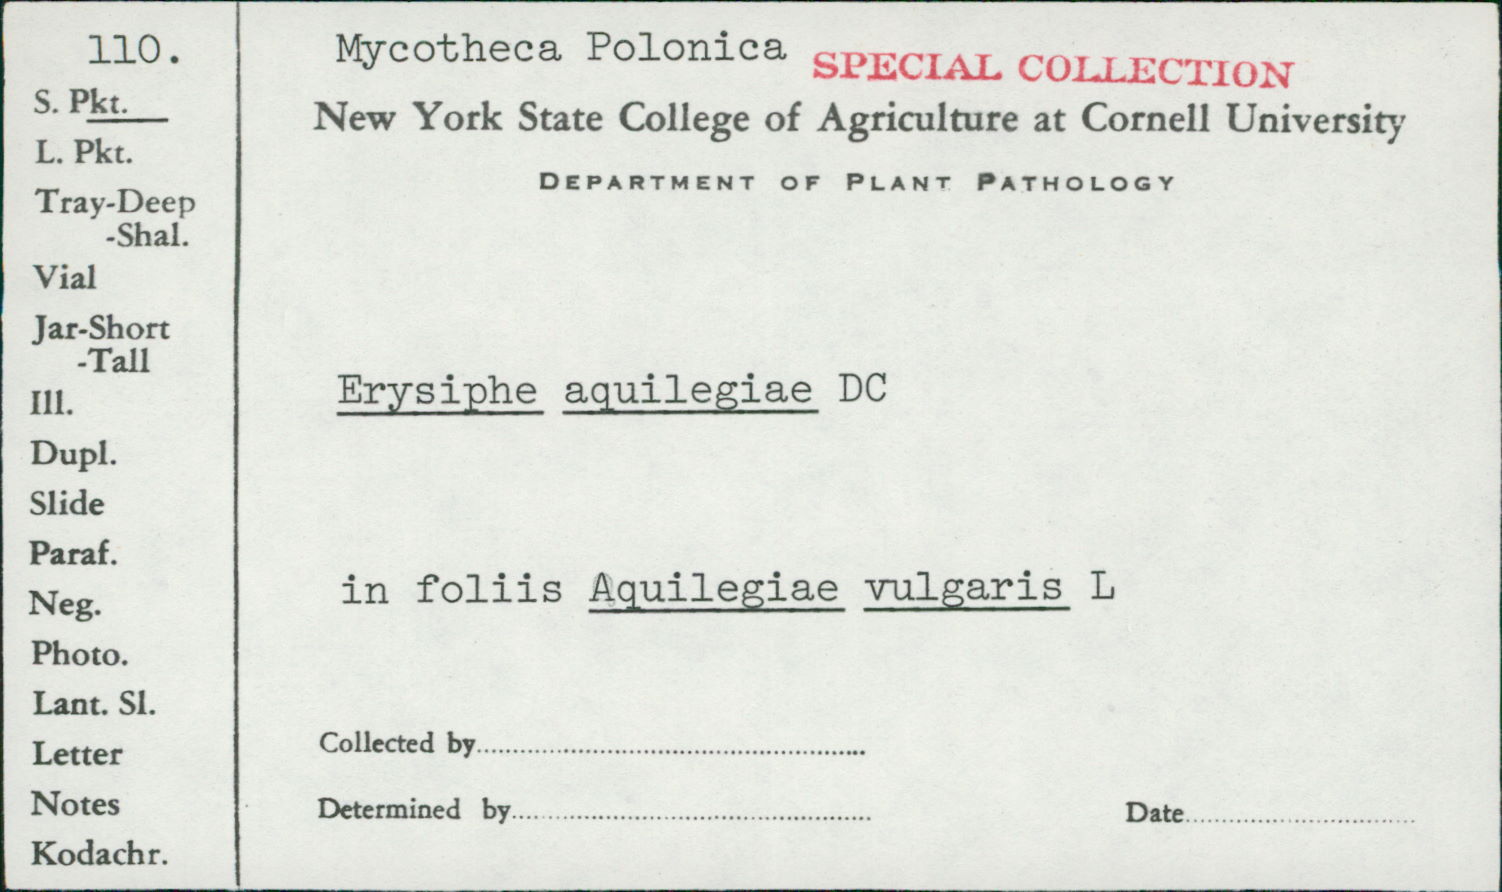 110.
S. Pkt.
L. Pkt.
Tray-Deep
-Shal.
Vial
Jar-Short
-Tall
Ill.
Dupl.
Slide
Paraf.
Neg.
Photo.
Lant. Sl.
Letter
Notes
Kodachr.
Mycotheca Polonica SPECIAL COLLECTION
New York State College of Agriculture at Cornell University
DEPARTMENT OF PLANT PATHOLOGY
Erysiphe aquilegiae DC
in foliis Aquilegiae vulgaris L
Collected by
Determined by Date